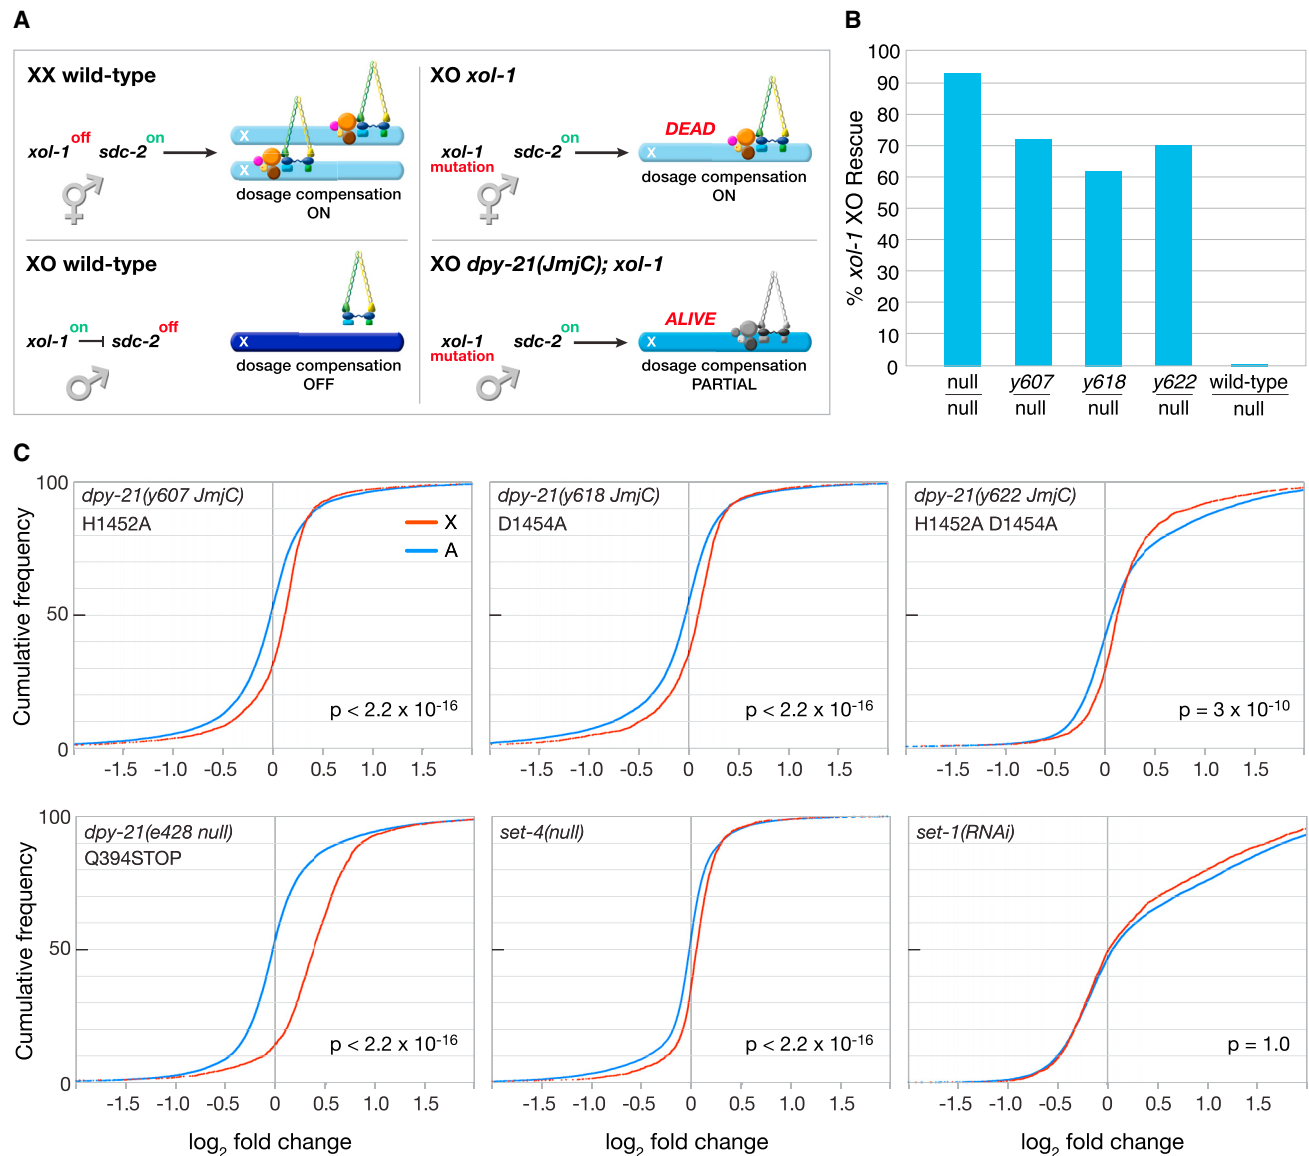 A
XX wild-type
xol-1 off sdc-2 on
X
X
dosage compensation
ON
XO xol-1
xol-1 sdc-2 on
mutation
DEAD
X
dosage compensation
ON
XO wild-type
xol-1 on sdc-2 off
X
dosage compensation
OFF
XO dpy-21(JmjC); xol-1
xol-1 sdc-2 on
mutation
ALIVE
X
dosage compensation
PARTIAL
B
% xol-1 XO Rescue
100
90
80
70
60
50
40
30
20
10
0
null y607 y618 y622 wild-type
null null null null null
C
Cumulative frequency
100
50
0
dpy-21(y607 JmjC)
H1452A
X
A
p < 2.2 x 10-16
-1.5 -1.0 -0.5 0 0.5 1.0 1.5
dpy-21(y618 JmjC)
D1454A
p < 2.2 x 10-16
-1.5 -1.0 -0.5 0 0.5 1.0 1.5
dpy-21(y622 JmjC)
H1452A D1454A
p = 3 x 10-10
-1.5 -1.0 -0.5 0 0.5 1.0 1.5
Cumulative frequency
100
50
0
dpy-21(e428 null)
Q394STOP
p < 2.2 x 10-16
-1.5 -1.0 -0.5 0 0.5 1.0 1.5
log2 fold change
set-4(null)
p < 2.2 x 10-16
-1.5 -1.0 -0.5 0 0.5 1.0 1.5
log2 fold change
set-1(RNAi)
p = 1.0
-1.5 -1.0 -0.5 0 0.5 1.0 1.5
log2 fold change